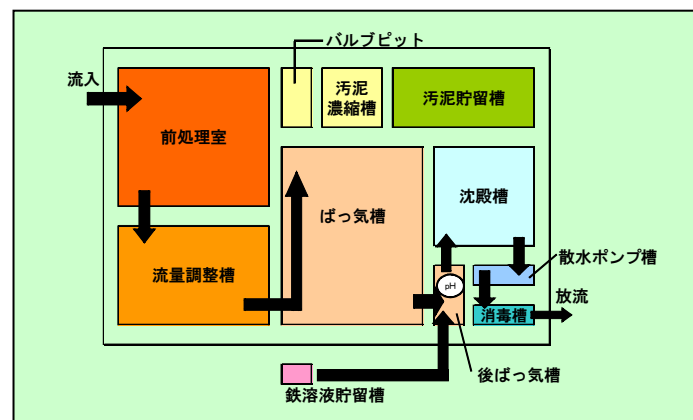 バルブピット
流入
汚泥
濃縮槽
汚泥貯留槽
前処理室
ばっ気槽
沈殿槽
散水ポンプ槽
流量調整槽
pH
放流
消毒槽
後ばっ気槽
鉄溶液貯留槽